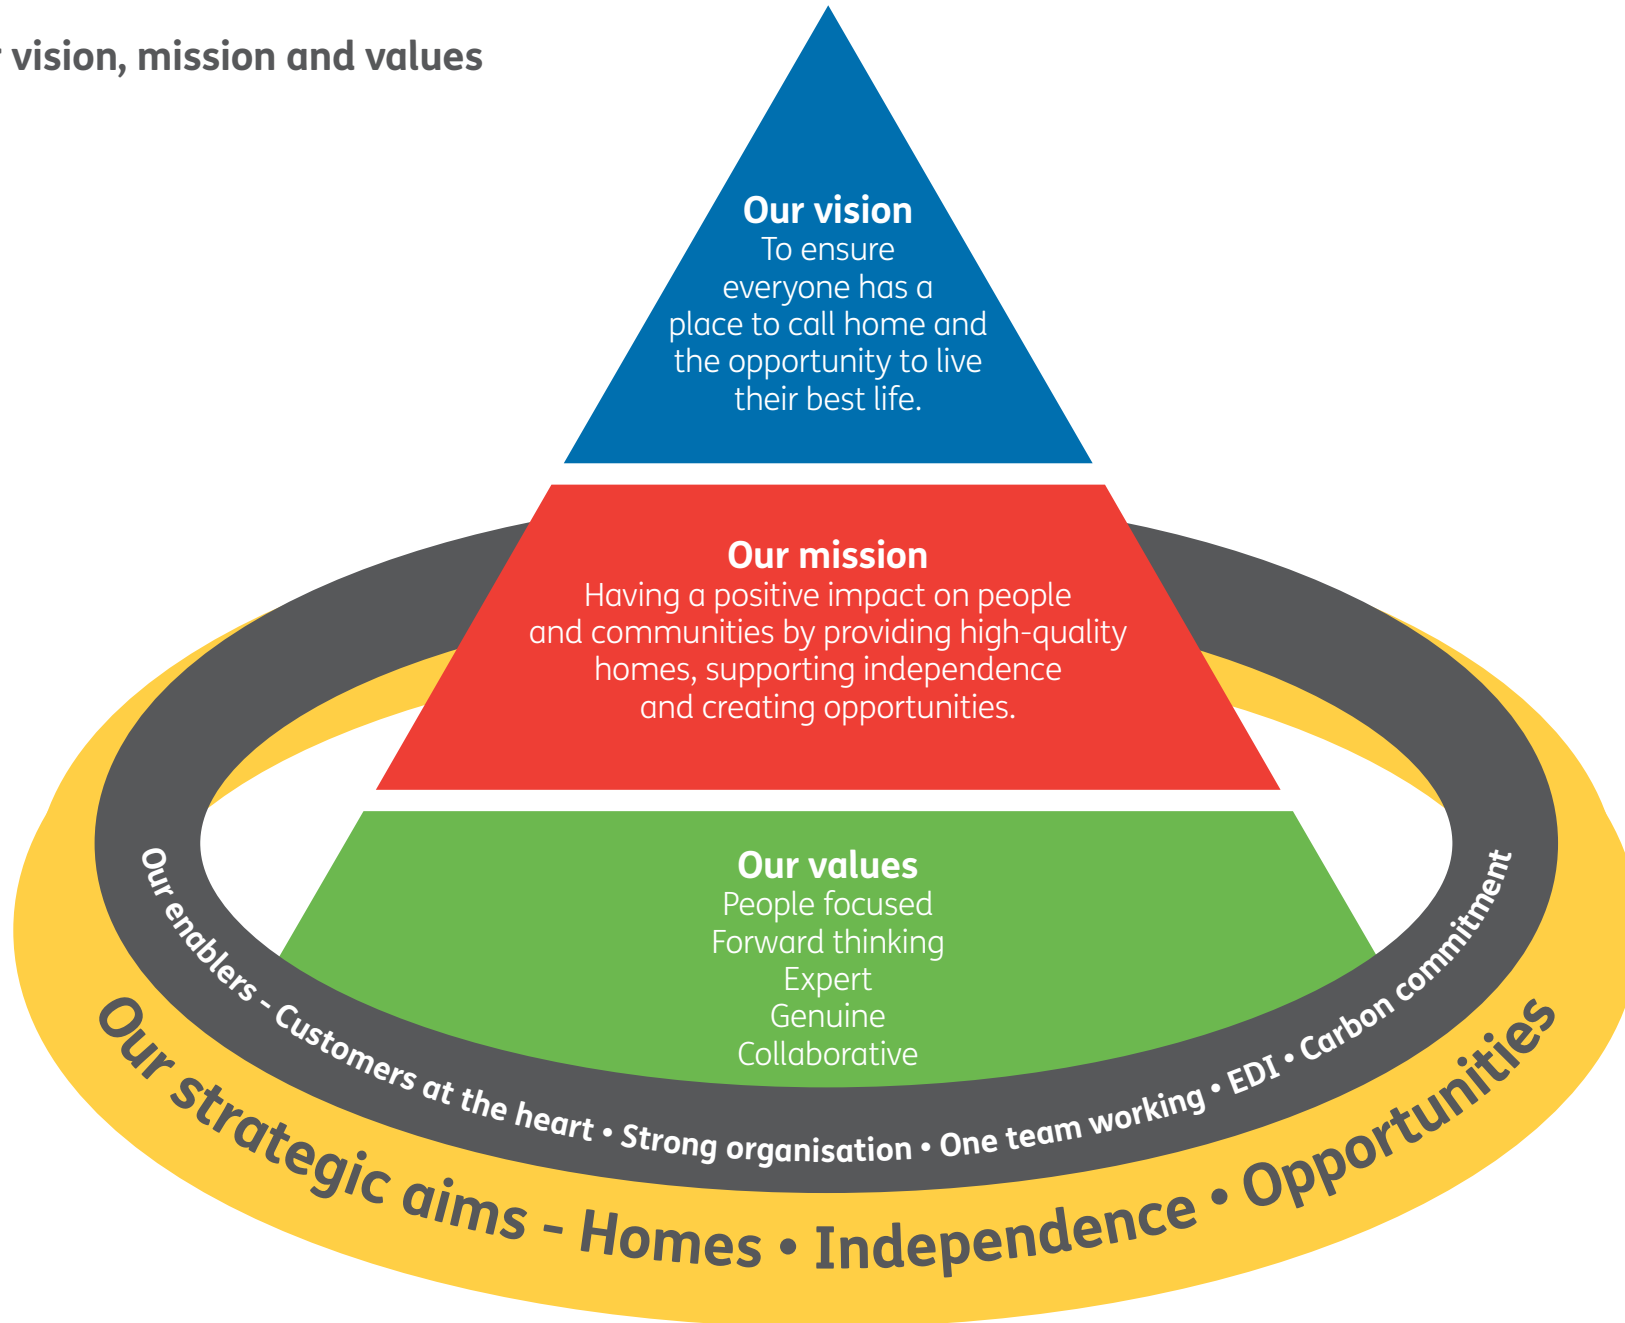 vision, mission and values
Our vision
To ensure
everyone has a
place to call home and
the opportunity to live
their best life.
Our mission
Having a positive impact on people
and communities by providing high-quality
homes, supporting independence
and creating opportunities.
Our values
People focused
Forward thinking
Expert
Genuine
Collaborative
Our enablers - Customers at the heart • Strong organisation • One team working • EDI • Carbon commitment
Our strategic aims - Homes • Independence • Opportunities